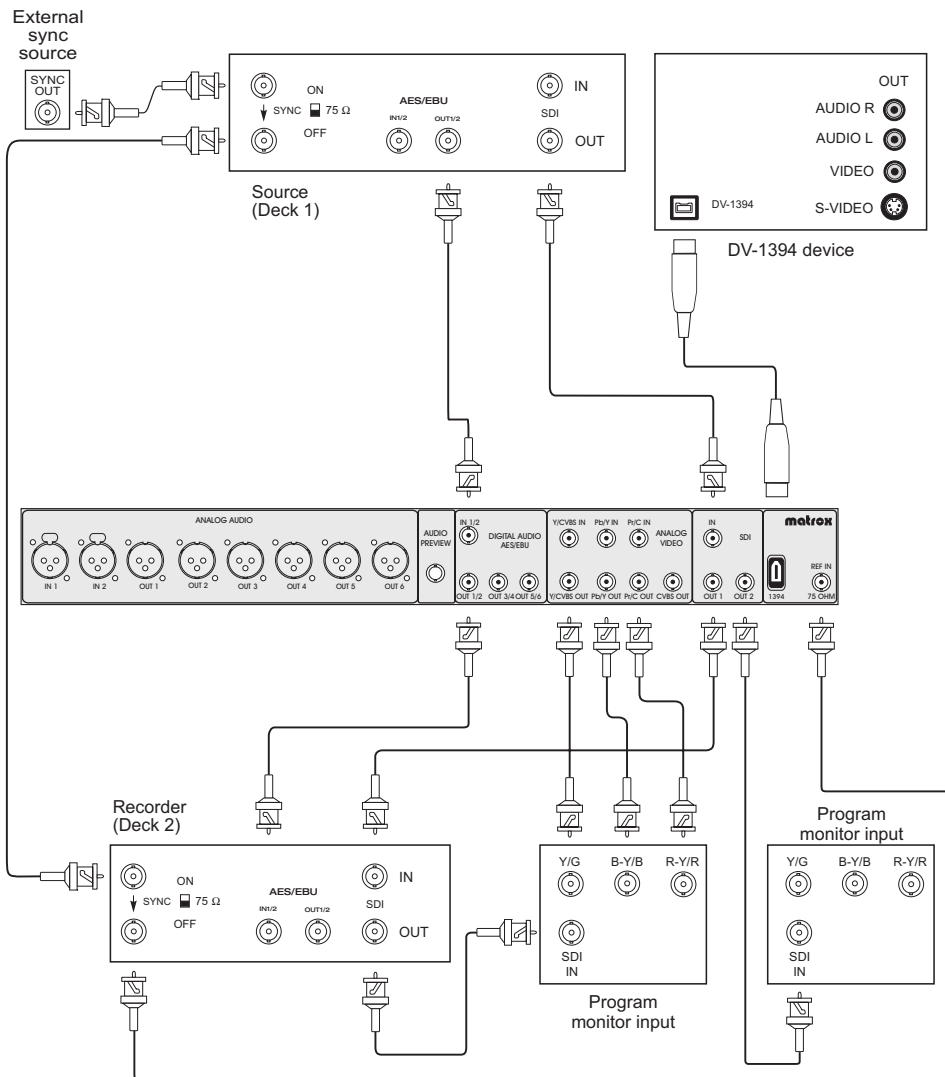 External
sync
source
SYNC
OUT
ON
SYNC 75 Ω
OFF
AES/EBU
IN1/2 OUT1/2
IN
SDI
OUT
Source
(Deck 1)
OUT
AUDIO R
AUDIO L
VIDEO
DV-1394 S-VIDEO
DV-1394 device
ANALOG AUDIO
IN 1 IN 2 OUT 1 OUT 2 OUT 3 OUT 4 OUT 5 OUT 6
AUDIO
PREVIEW
IN 1/2
DIGITAL AUDIO
AES/EBU
OUT 1/2 OUT 3/4 OUT 5/6
Y/CVBS IN Pb/Y IN Pr/C IN
ANALOG
VIDEO
Y/CVBS OUT Pb/Y OUT Pr/C OUT CVBS OUT
IN
SDI
OUT 1 OUT 2
matrox
REF IN
1394 75 OHM
Recorder
(Deck 2)
ON
SYNC 75 Ω
OFF
AES/EBU
IN1/2 OUT1/2
IN
SDI
OUT
Y/G B-Y/B R-Y/R
SDI
IN
Program
monitor input
Program
monitor input
Y/G B-Y/B R-Y/R
SDI
IN